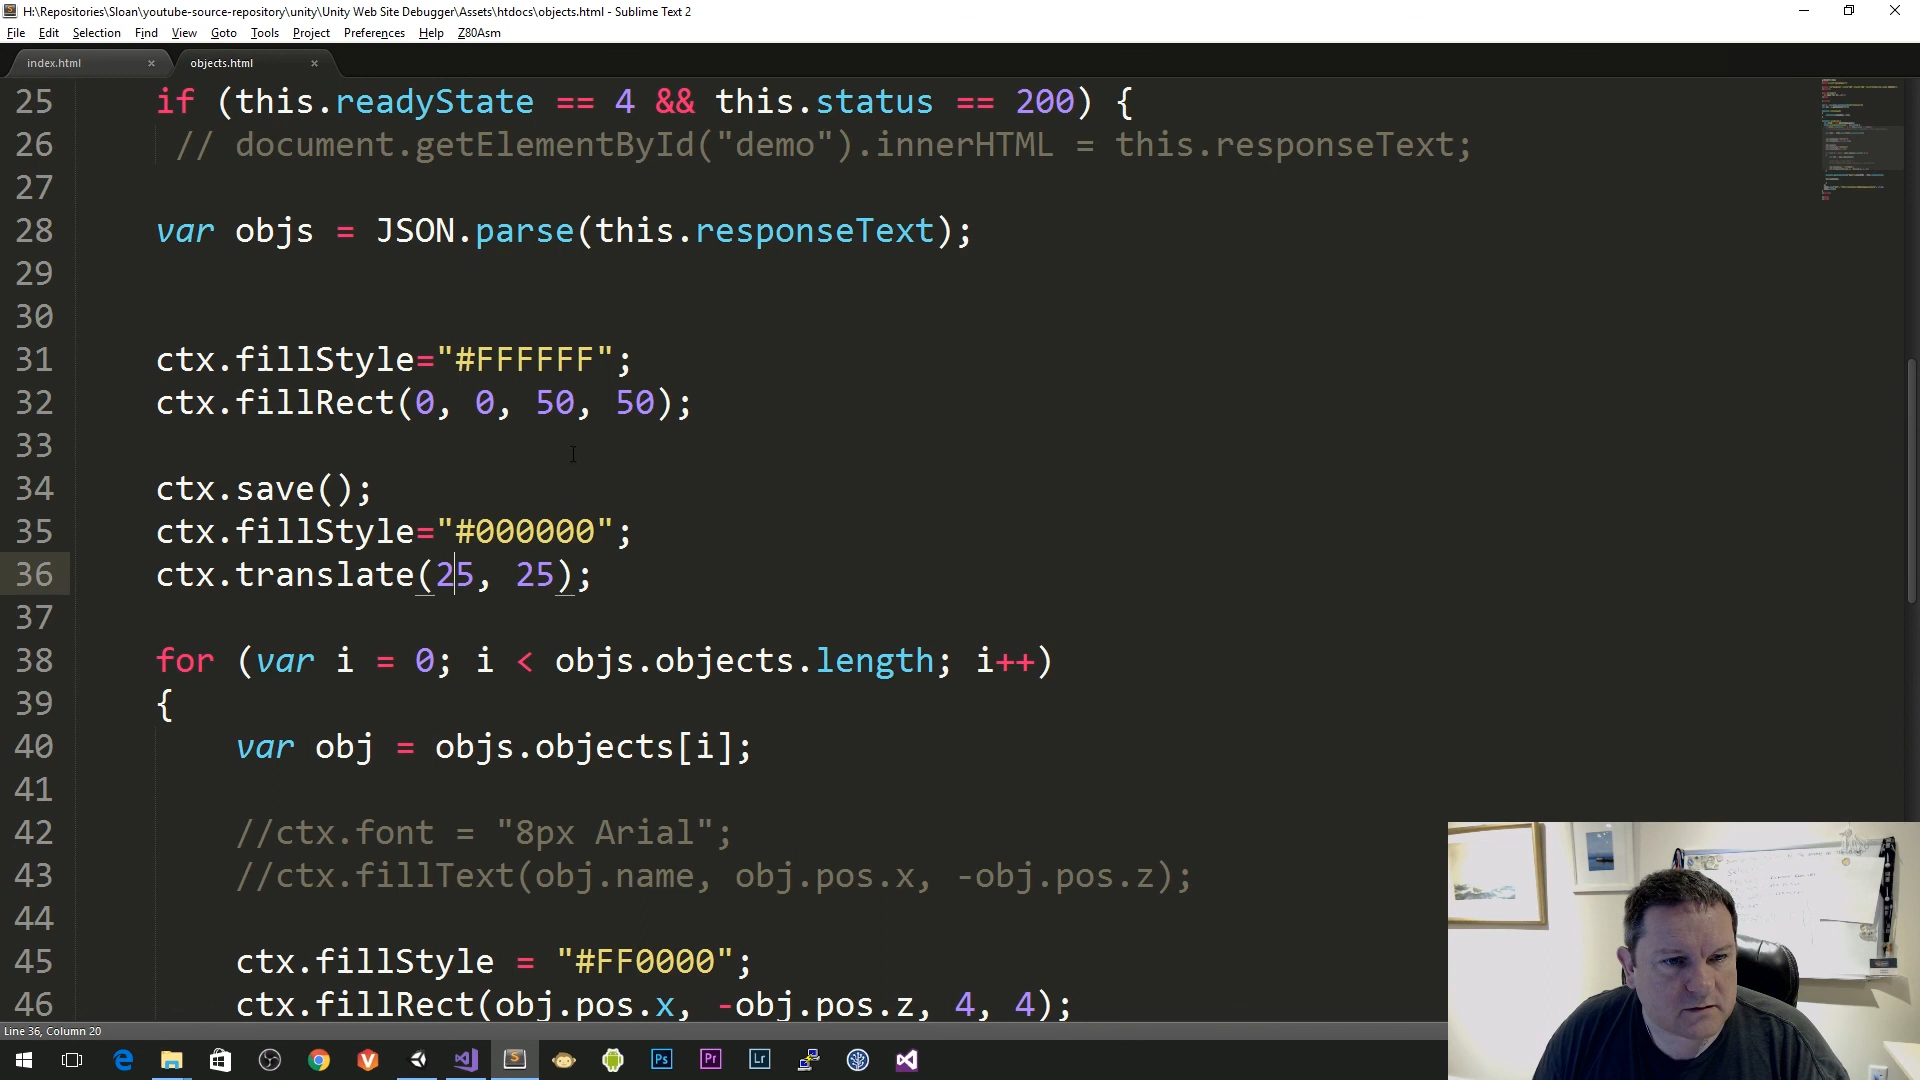 H:\Repositories\Sloan\youtube-source-repository\unity\Unity Web Site Debugger\Assets\htdocs\objects.html - Sublime Text 2
File Edit Selection Find View Goto Tools Project Preferences Help Z80Asm
index.html × objects.html ×
25 if (this.readyState == 4 && this.status == 200) {
26 // document.getElementById("demo").innerHTML = this.responseText;
27
28 var objs = JSON.parse(this.responseText);
29
30
31 ctx.fillStyle="#FFFFFF";
32 ctx.fillRect(0, 0, 50, 50);
33
34 ctx.save();
35 ctx.fillStyle="#000000";
36 ctx.translate(25, 25);
37
38 for (var i = 0; i < objs.objects.length; i++)
39 {
40 var obj = objs.objects[i];
41
42 //ctx.font = "8px Arial";
43 //ctx.fillText(obj.name, obj.pos.x, -obj.pos.z);
44
45 ctx.fillStyle = "#FF0000";
46 ctx.fillRect(obj.pos.x, -obj.pos.z, 4, 4);
Line 36, Column 20
Ps Pr Lr